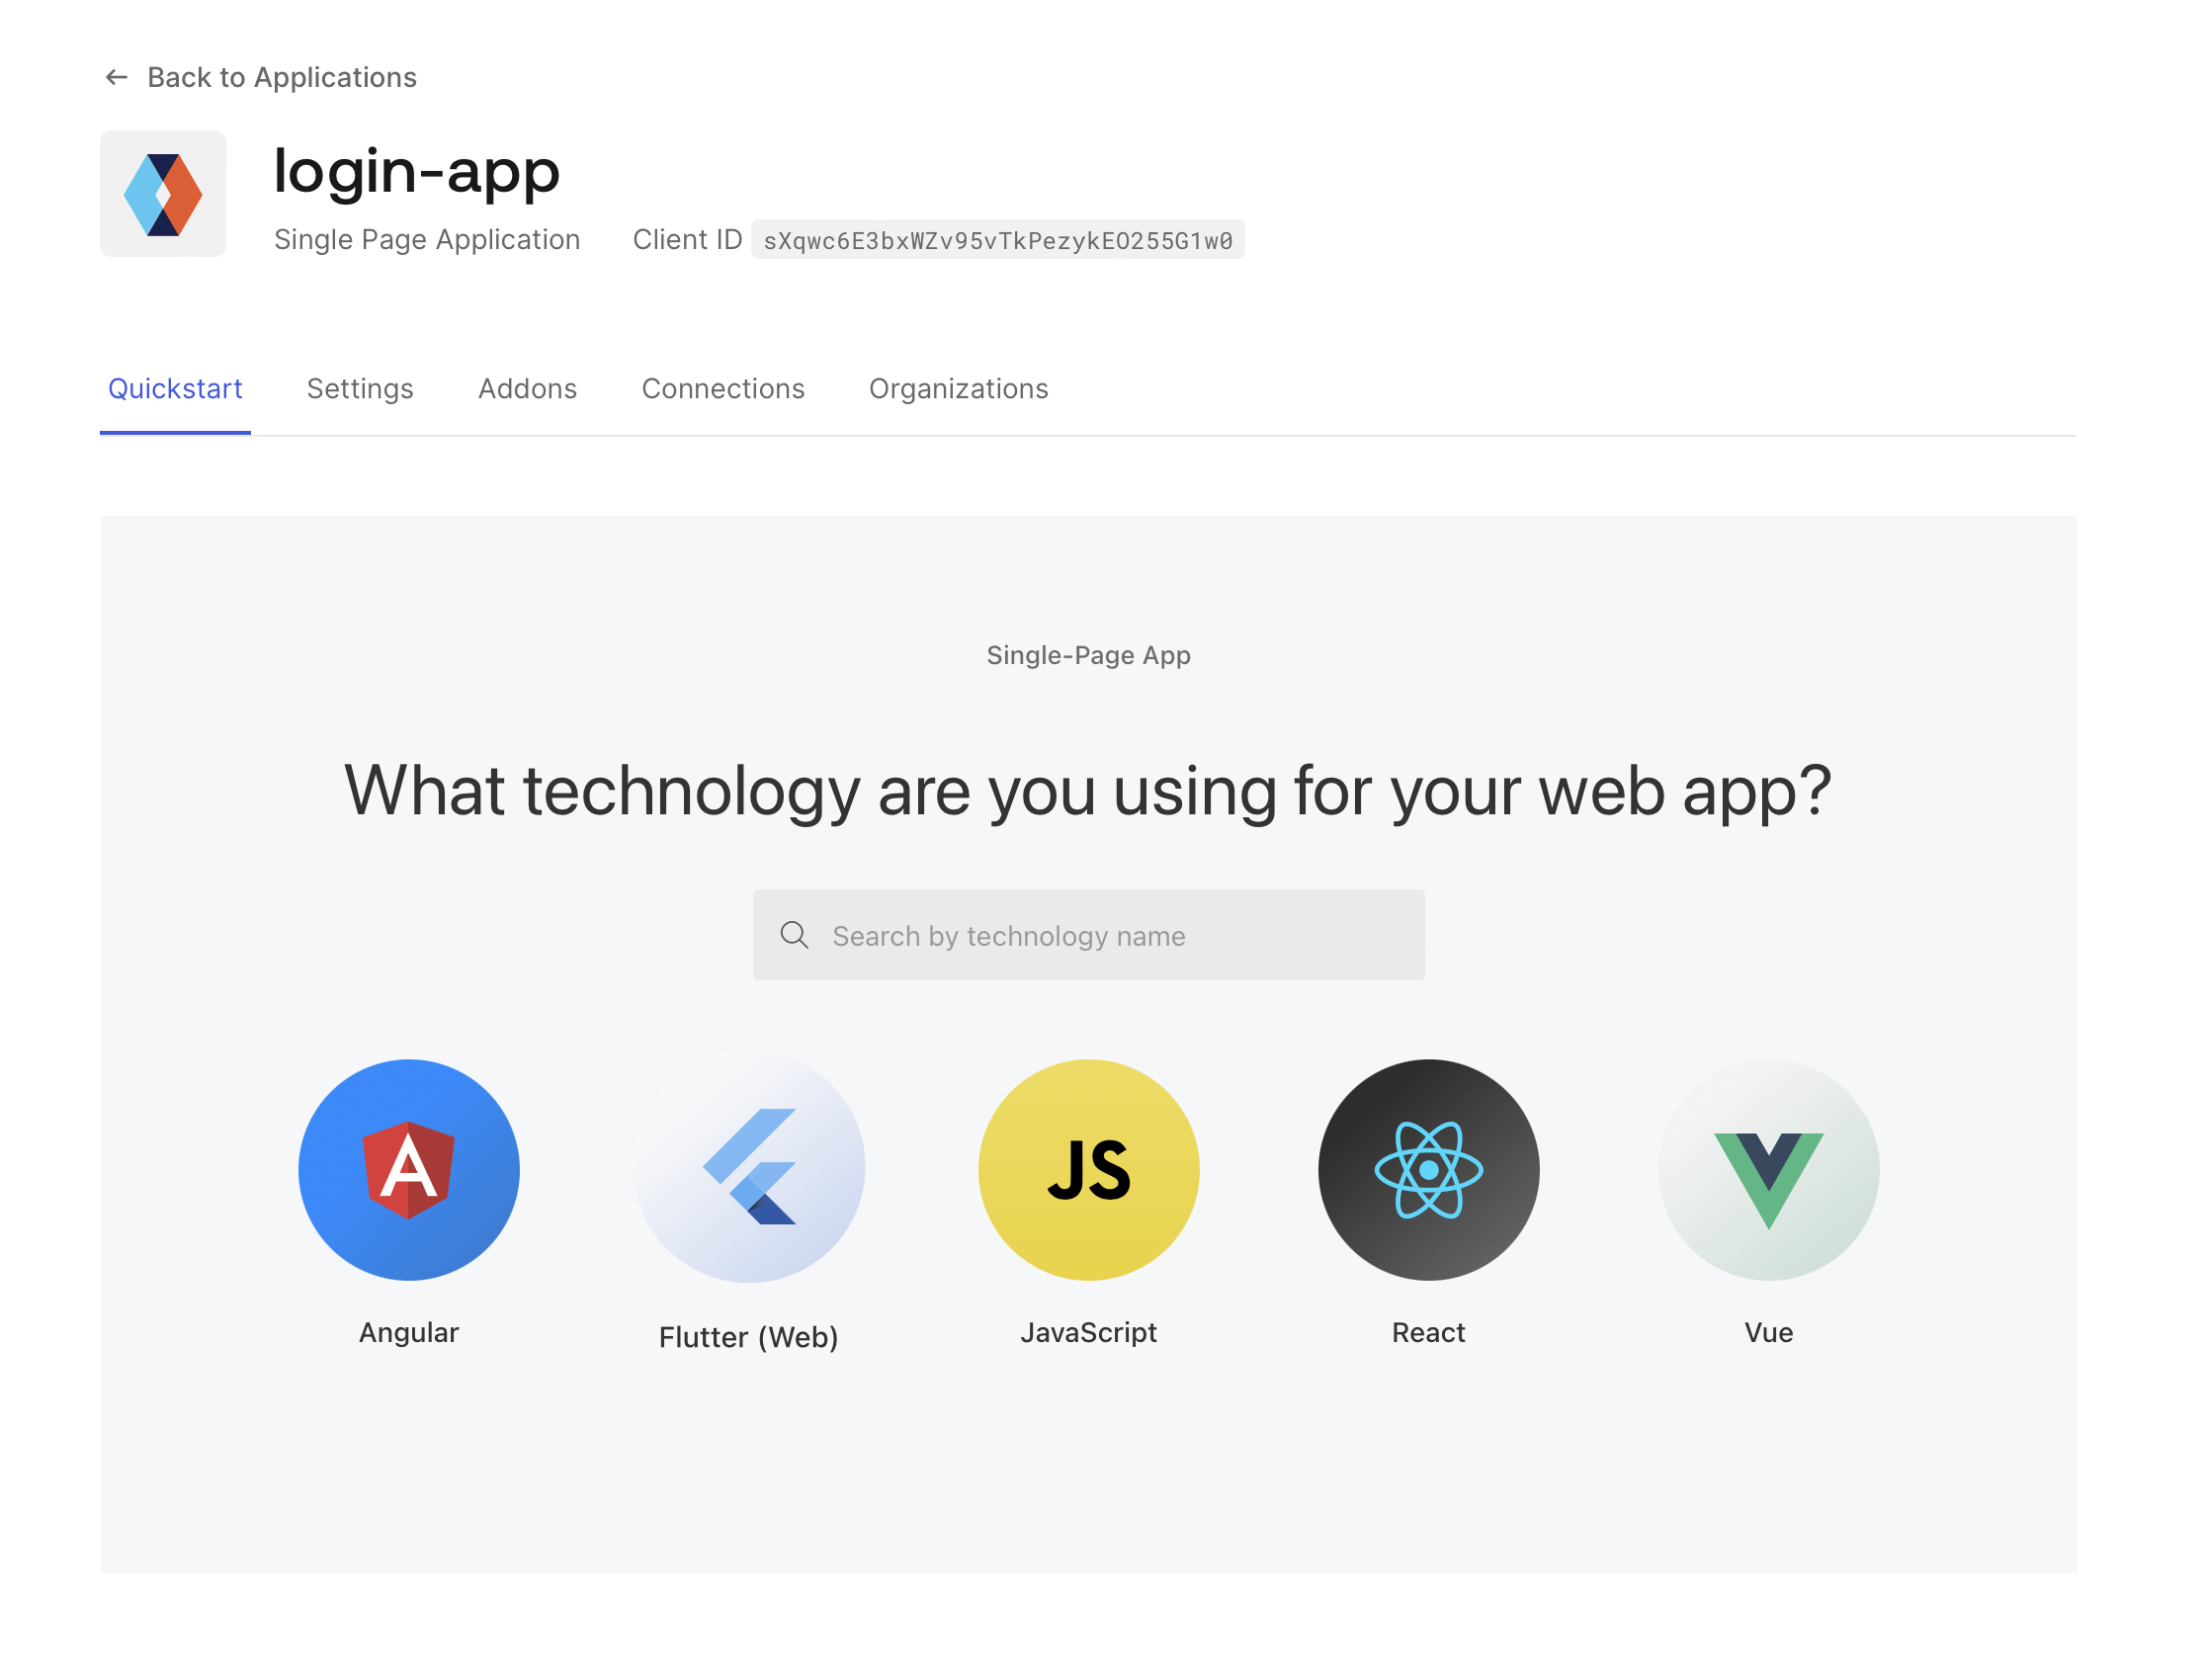 Back to Applications
login-app
Single Page Application Client ID sXqwc6E3bxWZv95vTkPezykEO255G1w0
Quickstart Settings Addons Connections Organizations
Single-Page App
What technology are you using for your web app?
Search by technology name
JS
Angular Flutter (Web) JavaScript React Vue